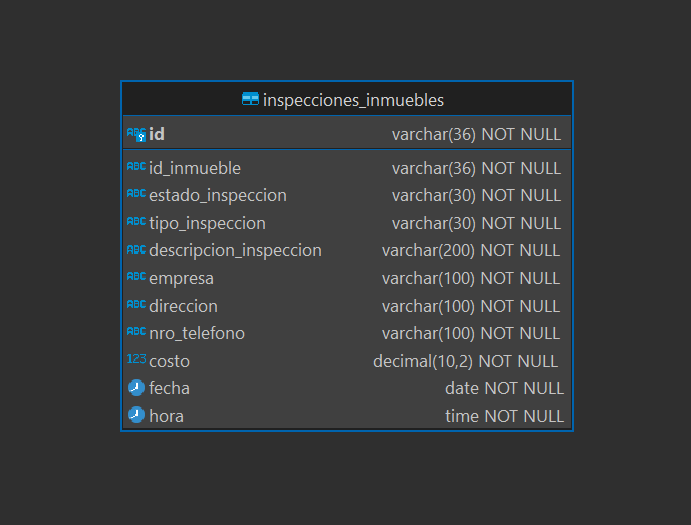 inspecciones_inmuebles
ABC id varchar(36) NOT NULL
ABC id_inmueble varchar(36) NOT NULL
ABC estado_inspeccion varchar(30) NOT NULL
ABC tipo_inspeccion varchar(30) NOT NULL
ABC descripcion_inspeccion varchar(200) NOT NULL
ABC empresa varchar(100) NOT NULL
ABC direccion varchar(100) NOT NULL
ABC nro_telefono varchar(100) NOT NULL
123 costo decimal(10,2) NOT NULL
fecha date NOT NULL
hora time NOT NULL